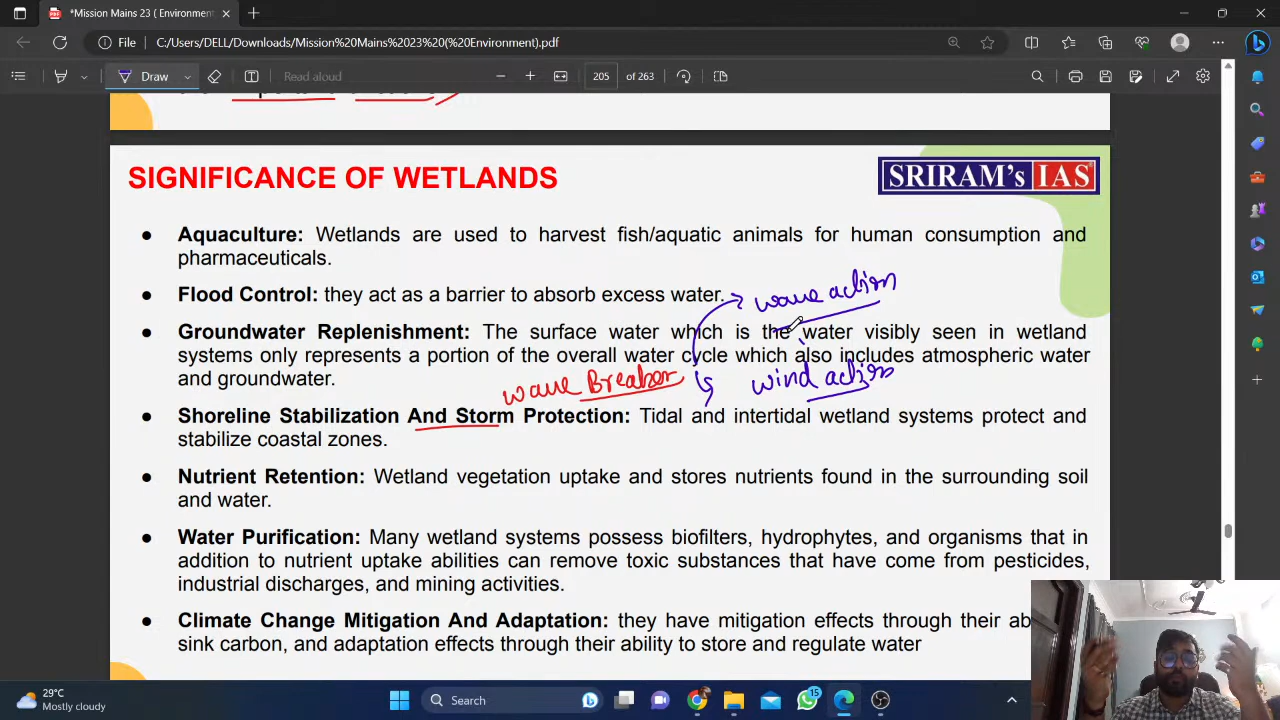 *Mission Mains 23 ( Environment
File
C:/Users/DELL/Downloads/Mission%20Mains%2023%20(%20Environment).pdf
Draw
Read aloud
205 of 263
SIGNIFICANCE OF WETLANDS
SRIRAM's IAS
● Aquaculture: Wetlands are used to harvest fish/aquatic animals for human consumption and
pharmaceuticals.
● Flood Control: they act as a barrier to absorb excess water.
wave action
● Groundwater Replenishment: The surface water which is the water visibly seen in wetland
systems only represents a portion of the overall water cycle which also includes atmospheric water
and groundwater.
wave Breaker
wind action
● Shoreline Stabilization And Storm Protection: Tidal and intertidal wetland systems protect and
stabilize coastal zones.
● Nutrient Retention: Wetland vegetation uptake and stores nutrients found in the surrounding soil
and water.
● Water Purification: Many wetland systems possess biofilters, hydrophytes, and organisms that in
addition to nutrient uptake abilities can remove toxic substances that have come from pesticides,
industrial discharges, and mining activities.
● Climate Change Mitigation And Adaptation: they have mitigation effects through their ab
sink carbon, and adaptation effects through their ability to store and regulate water
29°C
Mostly cloudy
Search
15